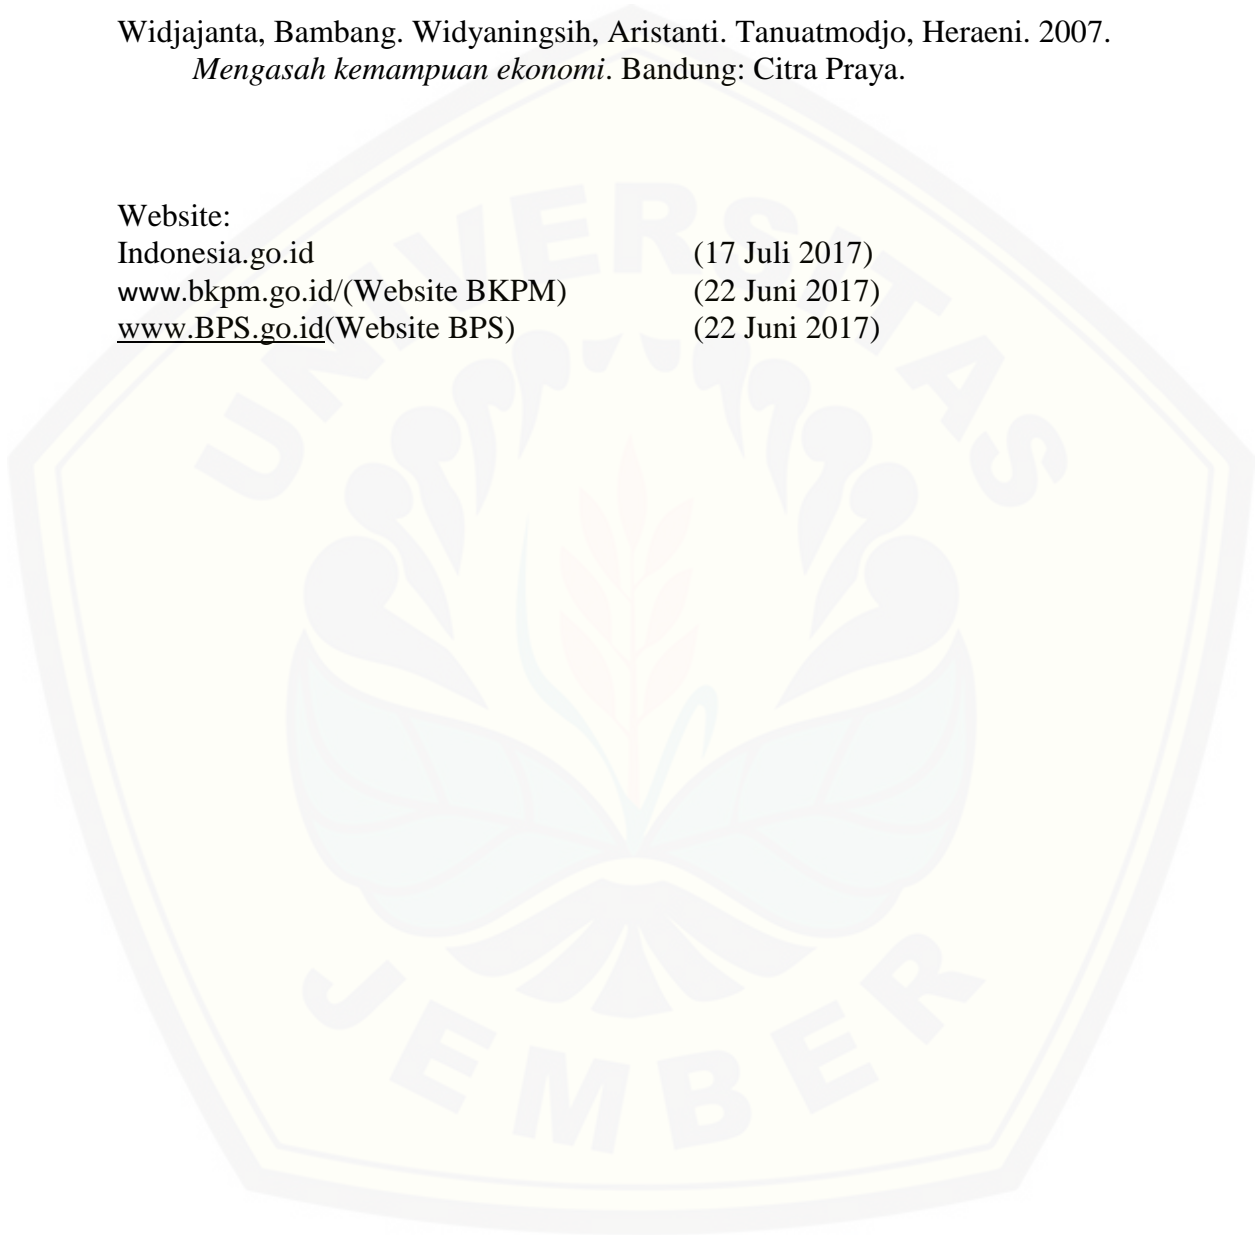 Widjajanta, Bambang. Widyaningsih, Aristanti. Tanuatmodjo, Heraeni. 2007.
Mengasah kemampuan ekonomi. Bandung: Citra Praya.
Website:
Indonesia.go.id (17 Juli 2017)
www.bkpm.go.id/(Website BKPM) (22 Juni 2017)
www.BPS.go.id(Website BPS) (22 Juni 2017)
UNIVERSITAS
JEMBER